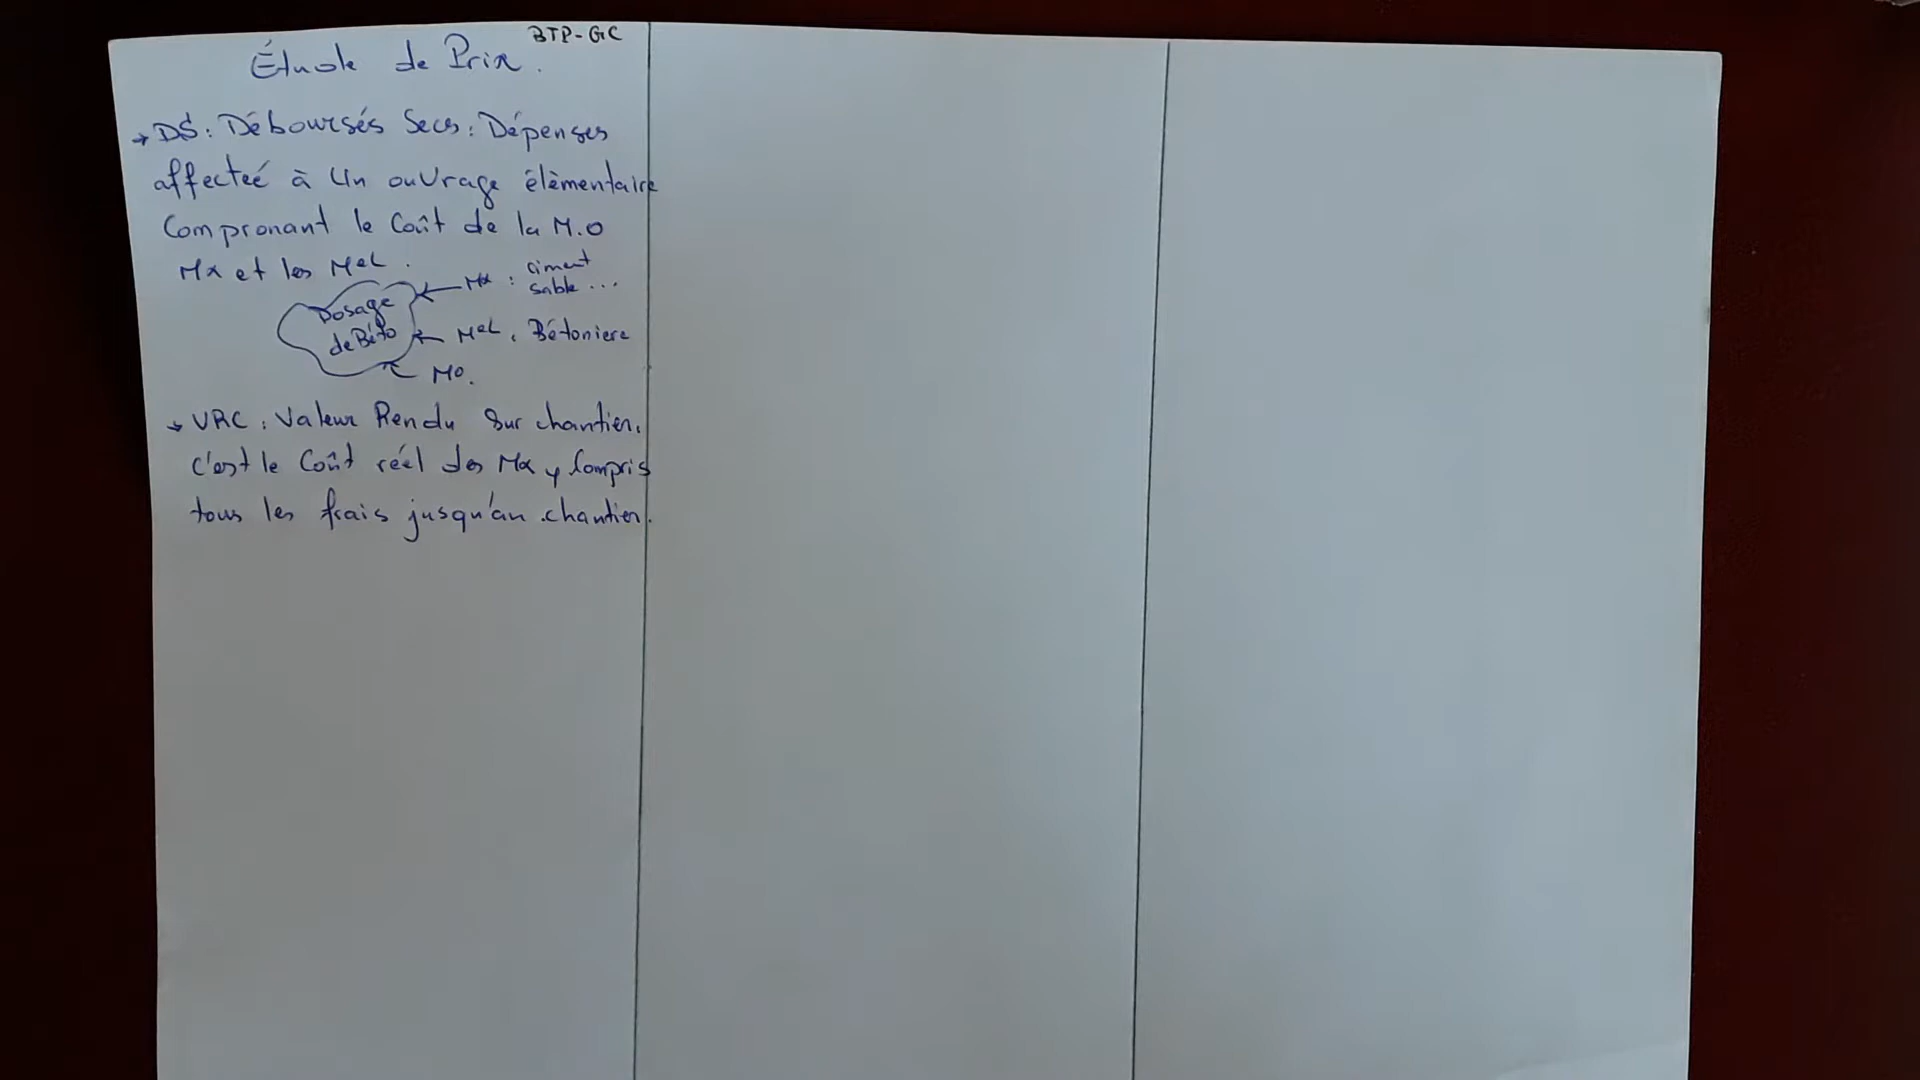 BTP-GC
Étude de Prix.
→ DS : Déboursés Secs : Dépenses
affecteé à Un ouvrage élèmentaire
Compronant le Coût de la M.O
Mx et les Mel.
Dosage
de Béto
Mx : ciment
sable ...
Mel : Bétoniere
MO.
→ VRC : Valeur Rendu Sur chantier.
c'est le Coût réel des Mx y Compris
tous les frais jusqu'au chantier.